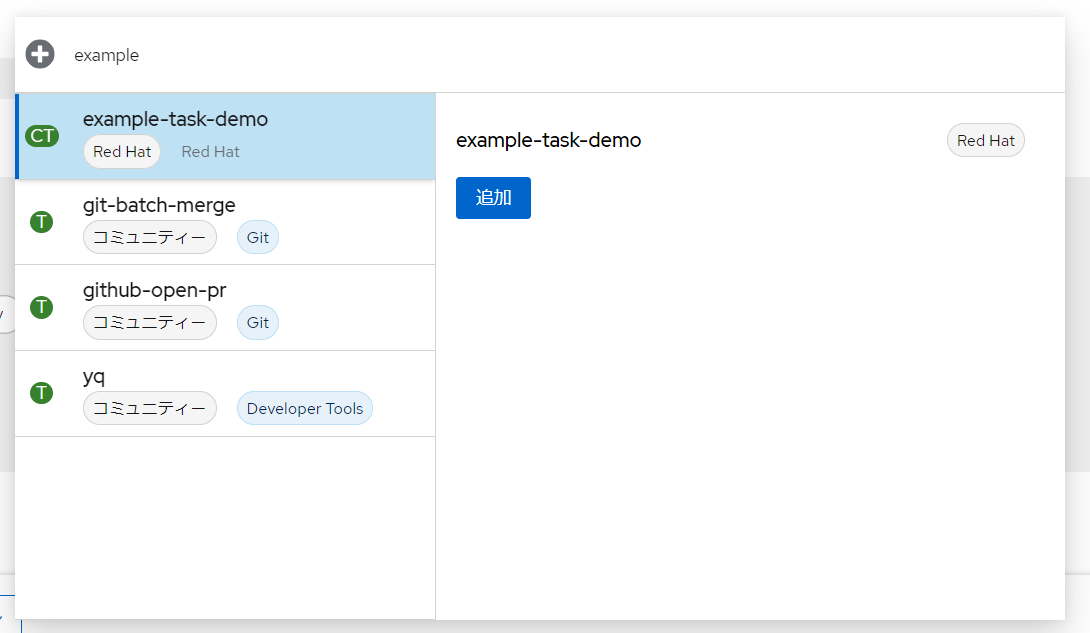 example
CT
example-task-demo
Red Hat Red Hat
T
git-batch-merge
コミュニティー Git
T
github-open-pr
コミュニティー Git
T
yq
コミュニティー Developer Tools
example-task-demo Red Hat
追加